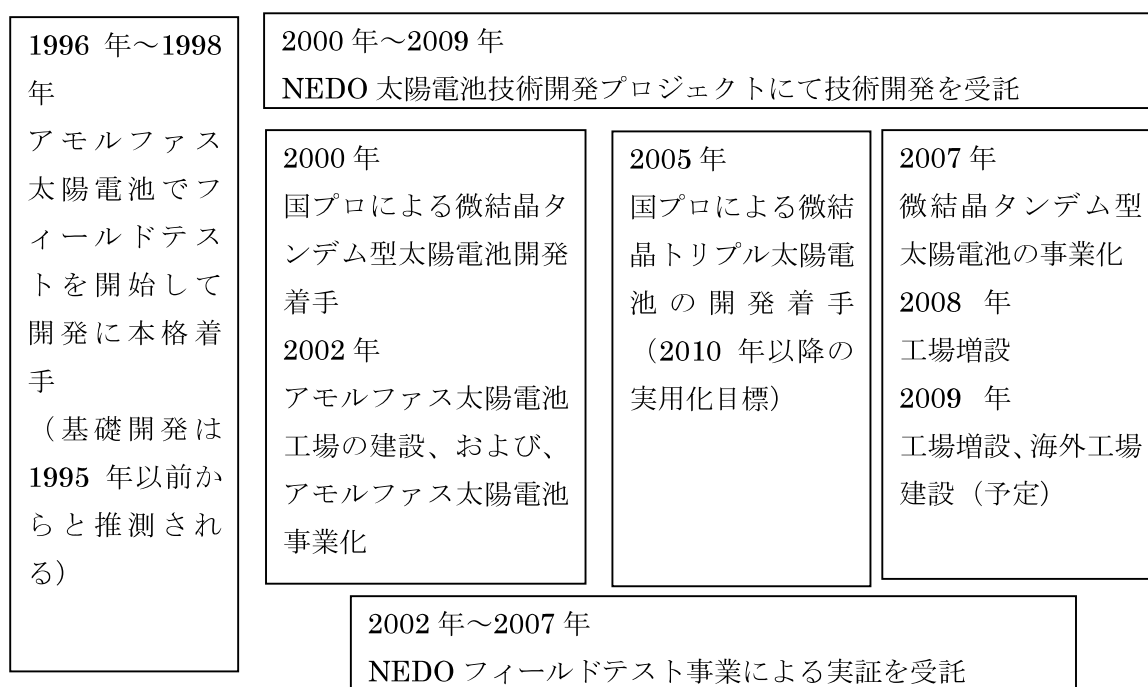 1996 年～1998
年
アモルファス
太陽電池でフ
ィールドテス
トを開始して
開発に本格着
手
（基礎開発は
1995 年以前か
らと推測され
る）
2000 年～2009 年
NEDO 太陽電池技術開発プロジェクトにて技術開発を受託
2000 年
国プロによる微結晶タ
ンデム型太陽電池開発
着手
2002 年
アモルファス太陽電池
工場の建設、および、
アモルファス太陽電池
事業化
2005 年
国プロによる微結
晶トリプル太陽電
池の開発着手
（2010 年以降の
実用化目標）
2007 年
微結晶タンデム型
太陽電池の事業化
2008 年
工場増設
2009 年
工場増設、海外工場
建設（予定）
2002 年～2007 年
NEDO フィールドテスト事業による実証を受託